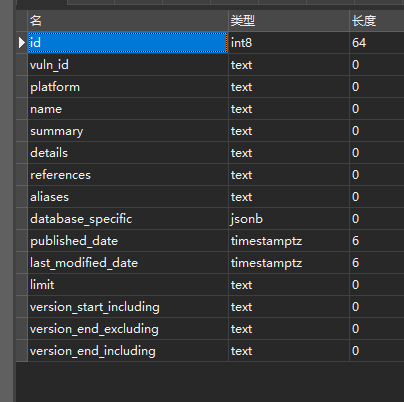 名 类型 长度
id int8 64
vuln_id text 0
platform text 0
name text 0
summary text 0
details text 0
references text 0
aliases text 0
database_specific jsonb 0
published_date timestamptz 6
last_modified_date timestamptz 6
limit text 0
version_start_including text 0
version_end_excluding text 0
version_end_including text 0